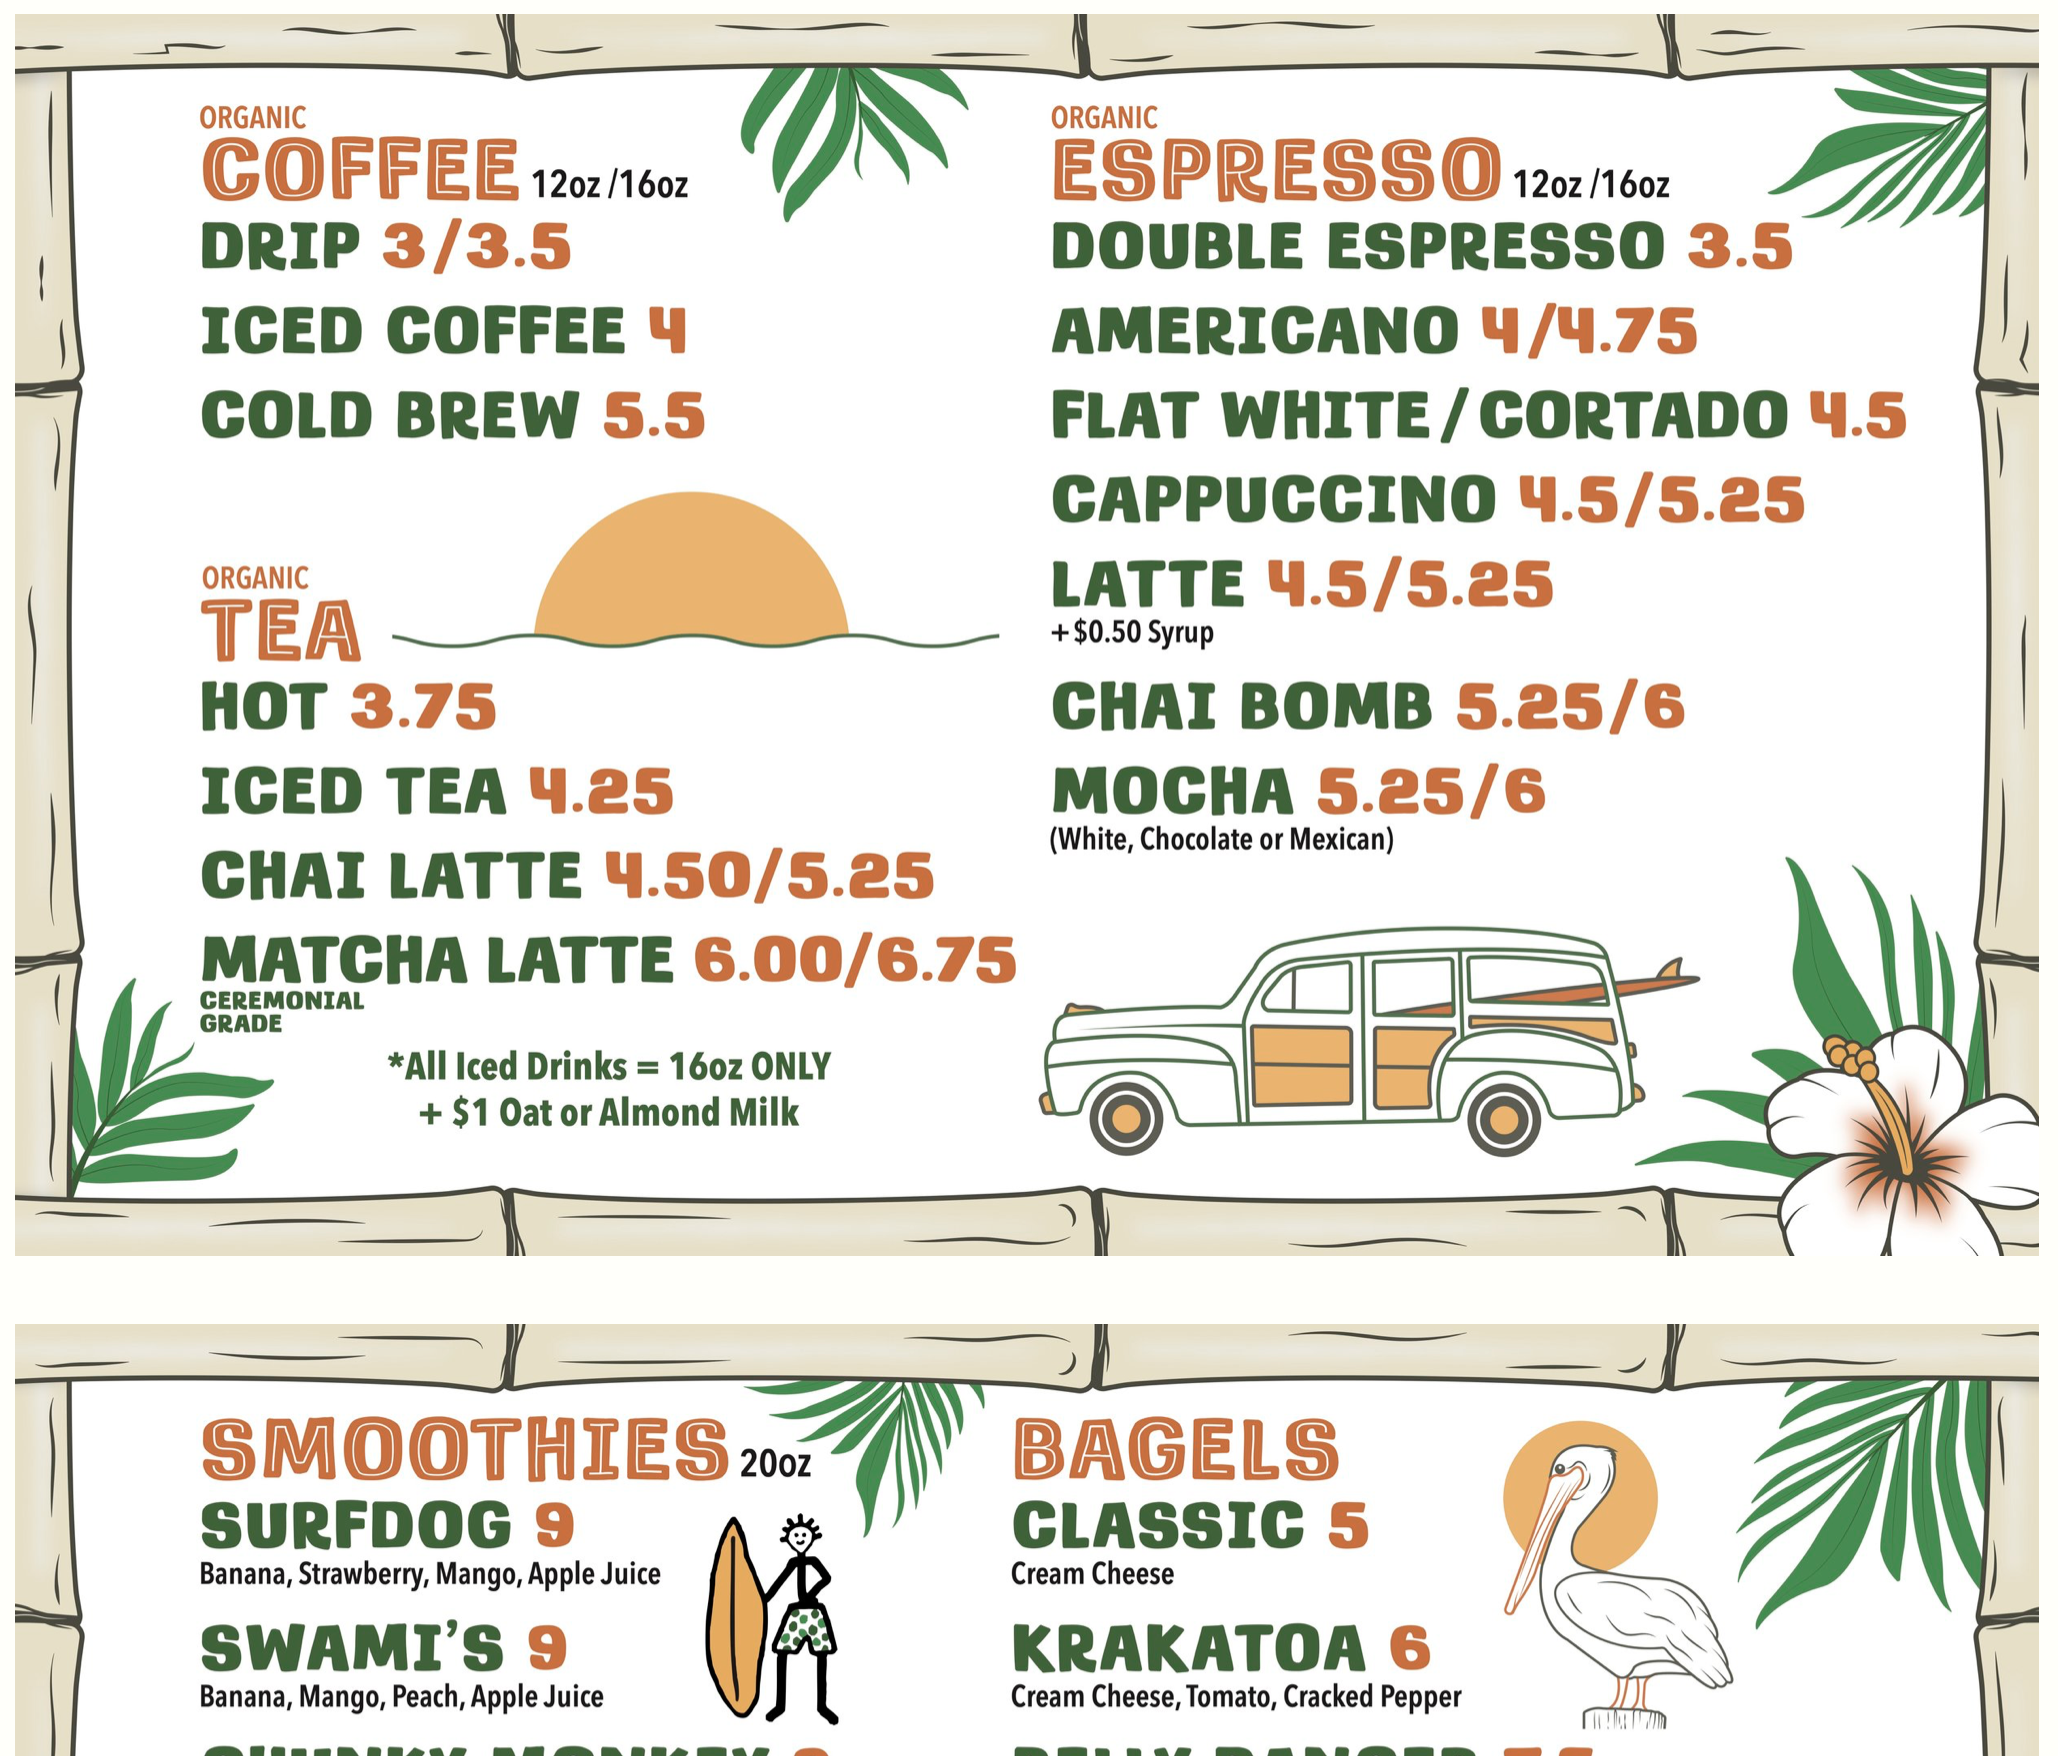 ORGANIC
COFFEE 12oz /16oz
DRIP 3/3.5
ICED COFFEE 4
COLD BREW 5.5
ORGANIC
TEA
HOT 3.75
ICED TEA 4.25
CHAI LATTE 4.50/5.25
MATCHA LATTE 6.00/6.75
CEREMONIAL
GRADE
*All Iced Drinks = 16oz ONLY
+ $1 Oat or Almond Milk
ORGANIC
ESPRESSO 12oz /16oz
DOUBLE ESPRESSO 3.5
AMERICANO 4/4.75
FLAT WHITE/CORTADO 4.5
CAPPUCCINO 4.5/5.25
LATTE 4.5/5.25
+$0.50 Syrup
CHAI BOMB 5.25/6
MOCHA 5.25/6
(White, Chocolate or Mexican)
SMOOTHIES 20oz
SURFDOG 9
Banana, Strawberry, Mango, Apple Juice
SWAMI'S 9
Banana, Mango, Peach, Apple Juice
CHUNKY MONKEY
BAGELS
CLASSIC 5
Cream Cheese
KRAKATOA 6
Cream Cheese, Tomato, Cracked Pepper
BELLY DANCER